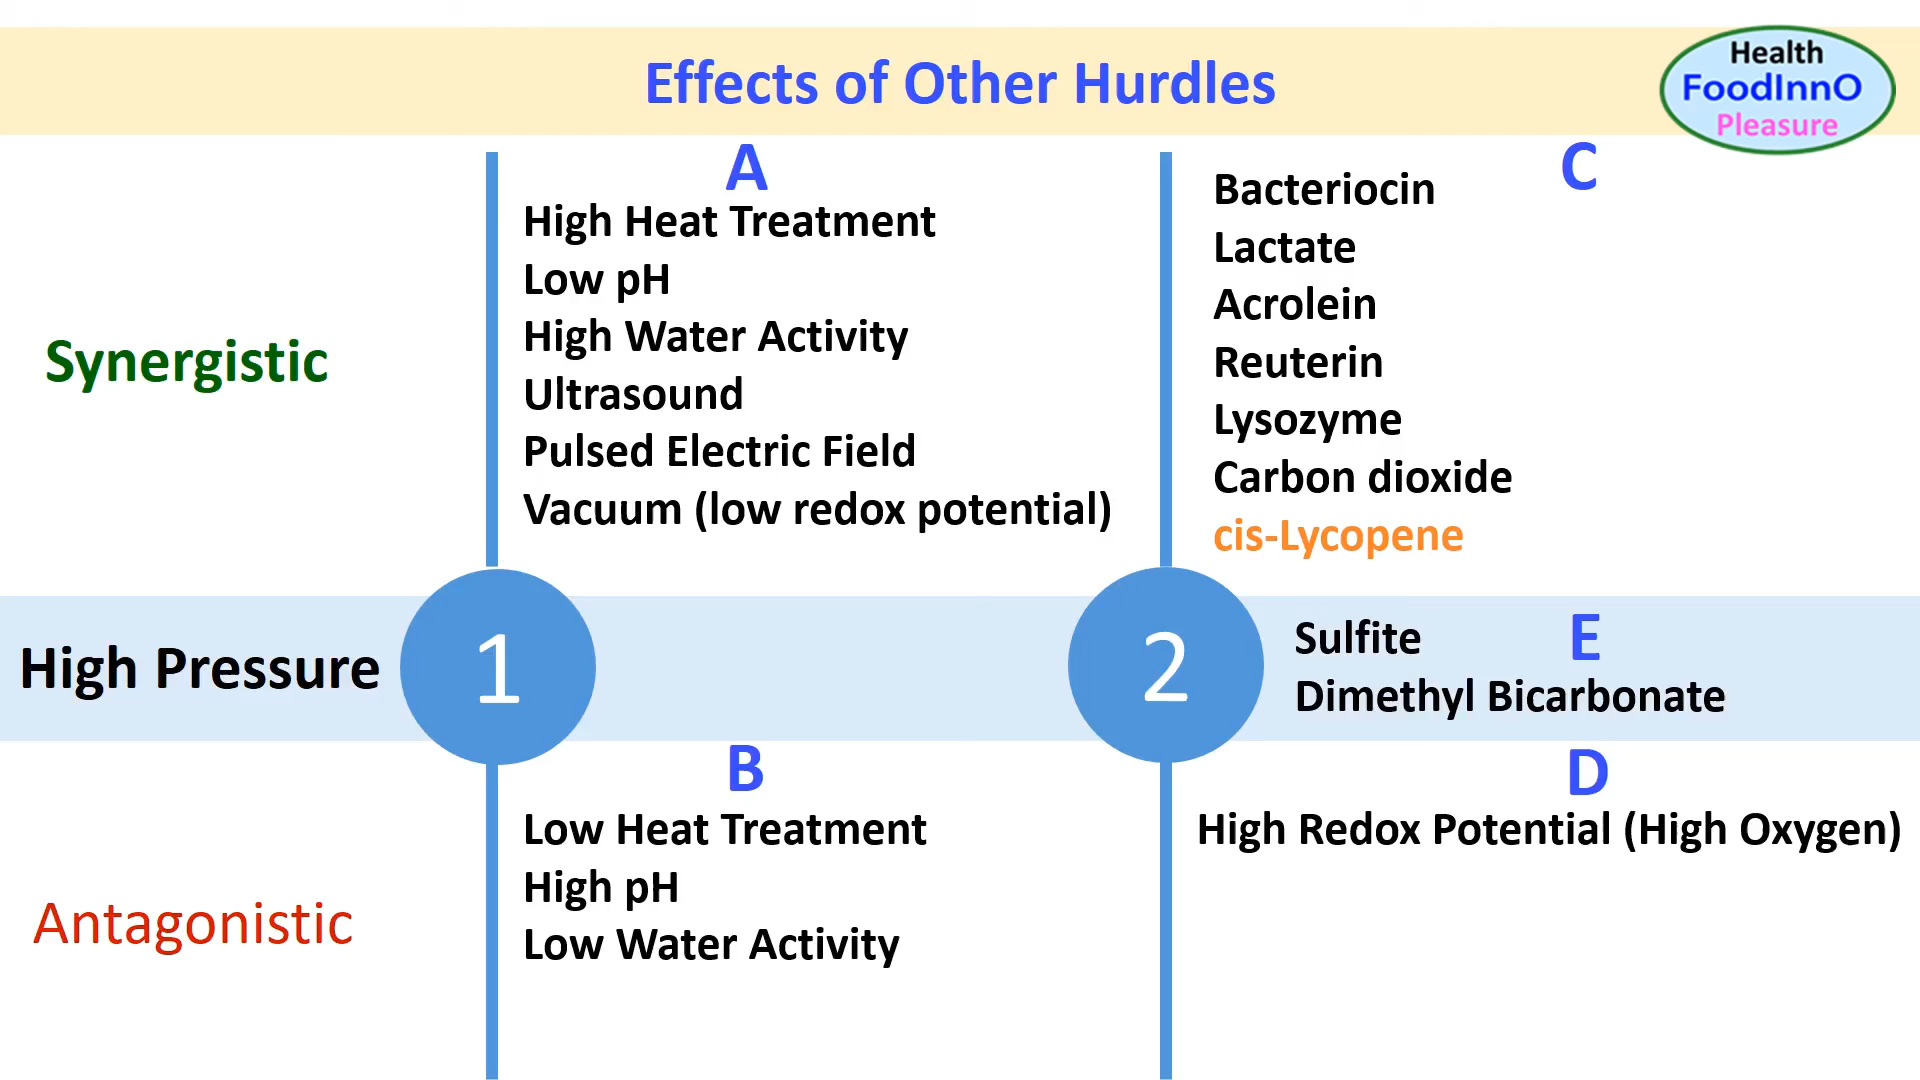 Effects of Other Hurdles
Health
FoodInnO
Pleasure
A
High Heat Treatment
Low pH
High Water Activity
Ultrasound
Pulsed Electric Field
Vacuum (low redox potential)
C
Bacteriocin
Lactate
Acrolein
Reuterin
Lysozyme
Carbon dioxide
cis-Lycopene
Synergistic
High Pressure
1
2
E
Sulfite
Dimethyl Bicarbonate
B
Low Heat Treatment
High pH
Low Water Activity
D
High Redox Potential (High Oxygen)
Antagonistic